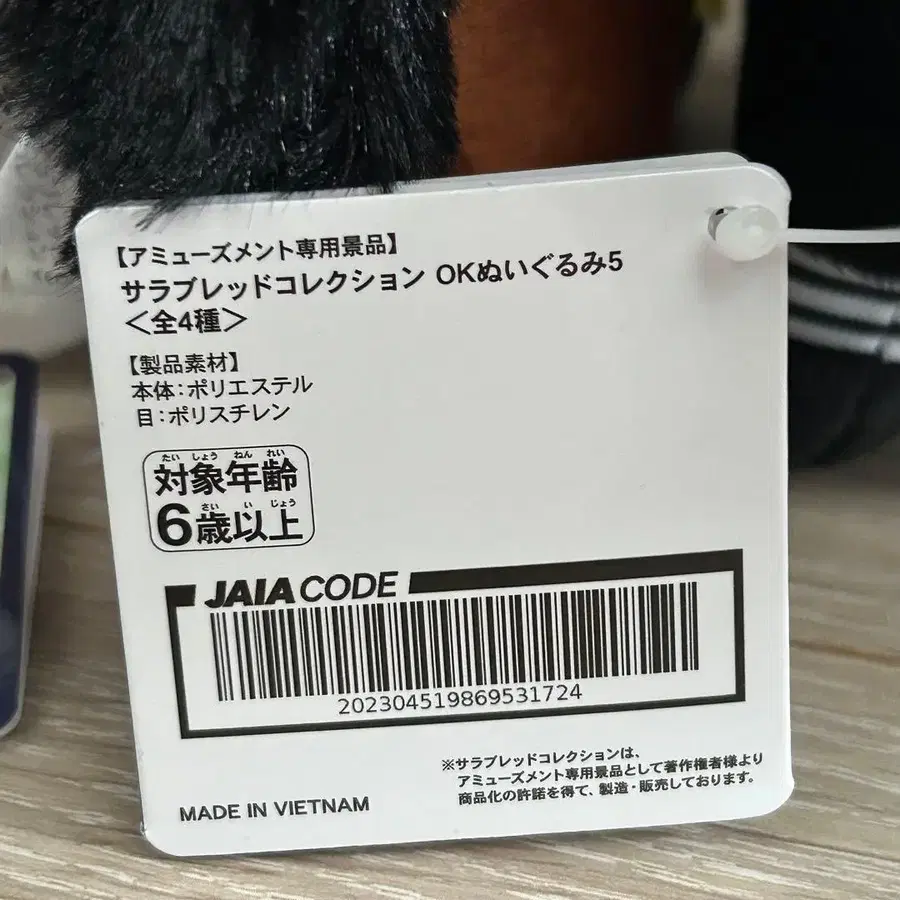 【アミューズメント専用景品】
サラブレッドコレクション OKぬいぐるみ5
＜全4種＞
【製品素材】
本体：ポリエステル
目：ポリスチレン
たい しょう ねん れい
対象年齢
さい い じょう
6歳以上
JAIA CODE
202304519869531724
※サラブレッドコレクションは、
アミューズメント専用景品として著作権者様より
商品化の許諾を得て、製造・販売しております。
MADE IN VIETNAM